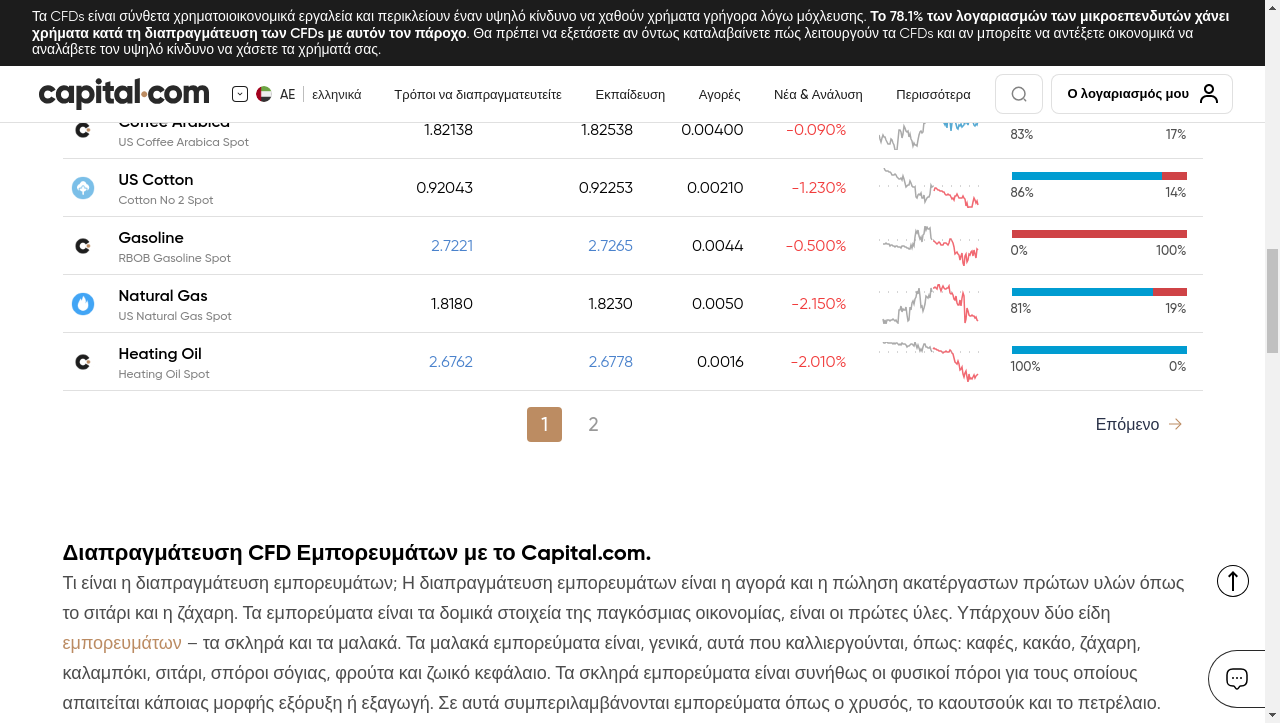 Τα CFDs είναι σύνθετα χρηματοιοικονομικά εργαλεία και περικλείουν έναν υψηλό κίνδυνο να χαθούν χρήματα γρήγορα λόγω μόχλευσης. Το 78.1% των λογαριασμών των μικροεπενδυτών χάνει
χρήματα κατά τη διαπραγμάτευση των CFDs με αυτόν τον πάροχο. Θα πρέπει να εξετάσετε αν όντως καταλαβαίνετε πώς λειτουργούν τα CFDs και αν μπορείτε να αντέξετε οικονομικά να
αναλάβετε τον υψηλό κίνδυνο να χάσετε τα χρήματά σας.
capital.com AE ελληνικά Τρόποι να διαπραγματευτείτε Εκπαίδευση Αγορές Νέα & Ανάλυση Περισσότερα Ο λογαριασμός μου
Coffee Arabica 1.82138 1.82538 0.00400 -0.090% 83% 17%
US Coffee Arabica Spot
US Cotton 0.92043 0.92253 0.00210 -1.230% 86% 14%
Cotton No 2 Spot
Gasoline 2.7221 2.7265 0.0044 -0.500% 0% 100%
RBOB Gasoline Spot
Natural Gas 1.8180 1.8230 0.0050 -2.150% 81% 19%
US Natural Gas Spot
Heating Oil 2.6762 2.6778 0.0016 -2.010% 100% 0%
Heating Oil Spot
1 2 Επόμενο
Διαπραγμάτευση CFD Εμπορευμάτων με το Capital.com.
Τι είναι η διαπραγμάτευση εμπορευμάτων; Η διαπραγμάτευση εμπορευμάτων είναι η αγορά και η πώληση ακατέργαστων πρώτων υλών όπως
το σιτάρι και η ζάχαρη. Τα εμπορεύματα είναι τα δομικά στοιχεία της παγκόσμιας οικονομίας, είναι οι πρώτες ύλες. Υπάρχουν δύο είδη
εμπορευμάτων – τα σκληρά και τα μαλακά. Τα μαλακά εμπορεύματα είναι, γενικά, αυτά που καλλιεργούνται, όπως: καφές, κακάο, ζάχαρη,
καλαμπόκι, σιτάρι, σπόροι σόγιας, φρούτα και ζωικό κεφάλαιο. Τα σκληρά εμπορεύματα είναι συνήθως οι φυσικοί πόροι για τους οποίους
απαιτείται κάποιας μορφής εξόρυξη ή εξαγωγή. Σε αυτά συμπεριλαμβάνονται εμπορεύματα όπως ο χρυσός, το καουτσούκ και το πετρέλαιο.